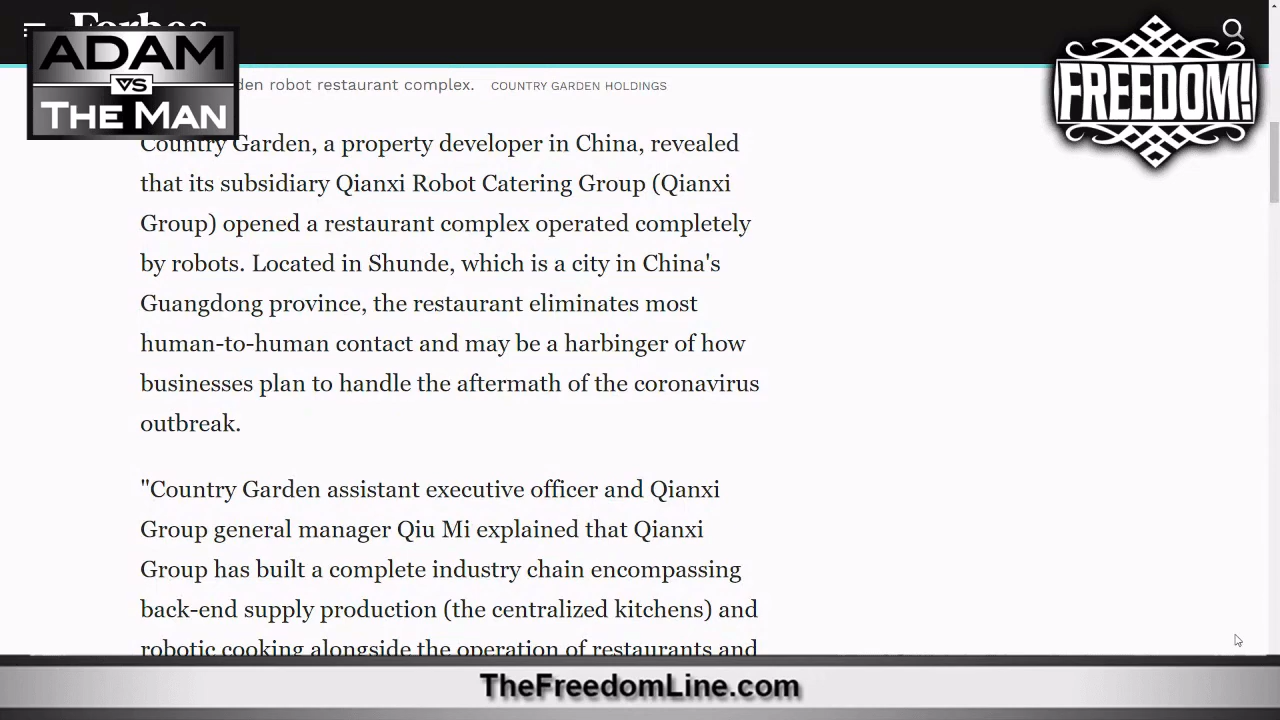 Forbes
ADAM
VS
THE MAN
FREEDOM!
den robot restaurant complex. COUNTRY GARDEN HOLDINGS
Country Garden, a property developer in China, revealed
that its subsidiary Qianxi Robot Catering Group (Qianxi
Group) opened a restaurant complex operated completely
by robots. Located in Shunde, which is a city in China's
Guangdong province, the restaurant eliminates most
human-to-human contact and may be a harbinger of how
businesses plan to handle the aftermath of the coronavirus
outbreak.
"Country Garden assistant executive officer and Qianxi
Group general manager Qiu Mi explained that Qianxi
Group has built a complete industry chain encompassing
back-end supply production (the centralized kitchens) and
robotic cooking alongside the operation of restaurants and
TheFreedomLine.com